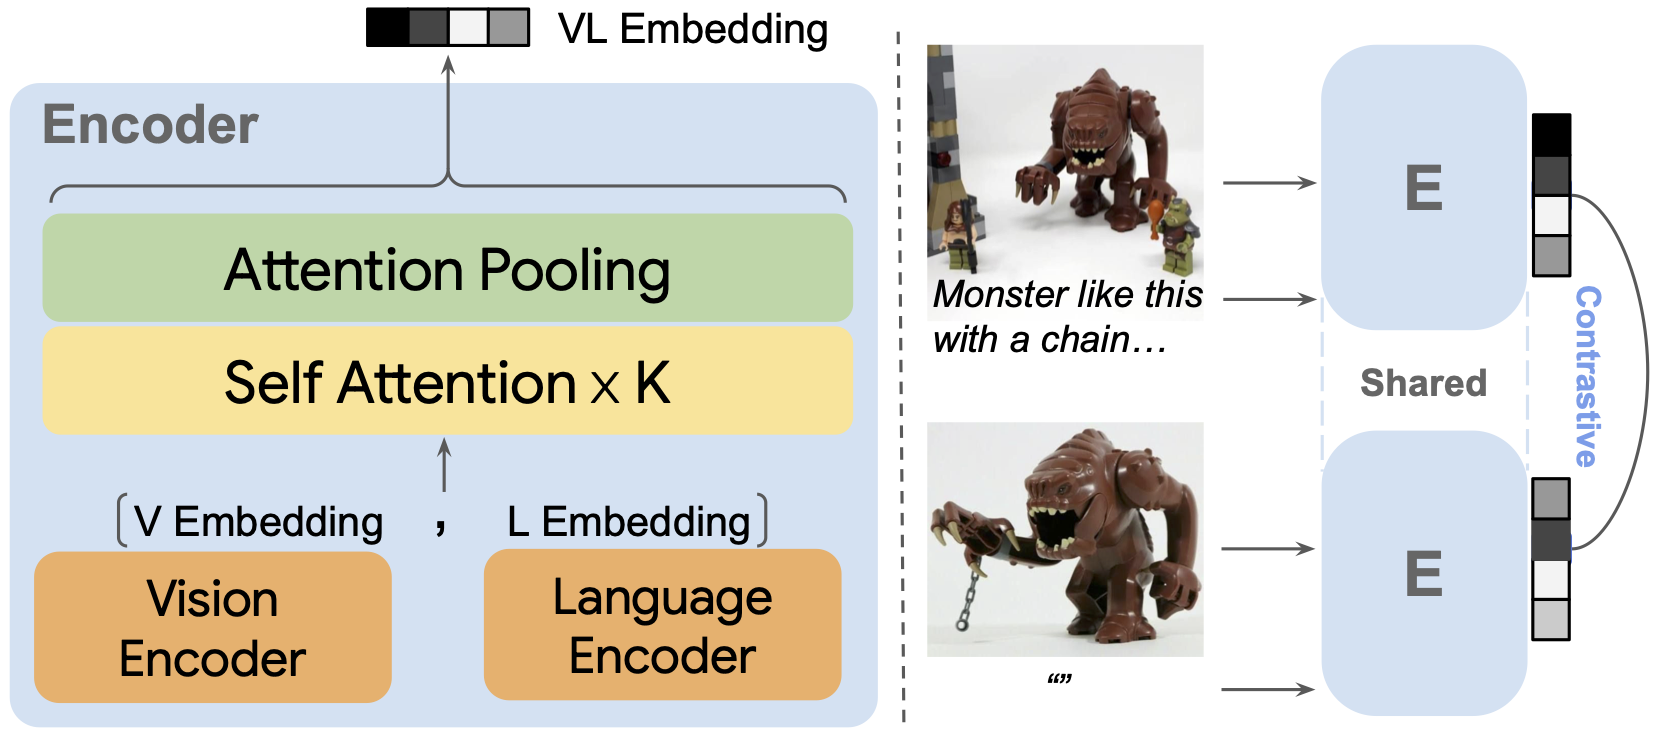 VL Embedding
Encoder
Attention Pooling
Self Attention x K
[V Embedding , L Embedding]
Vision
Encoder
Language
Encoder
Monster like this
with a chain...
“”
E
Shared
E
Contrastive